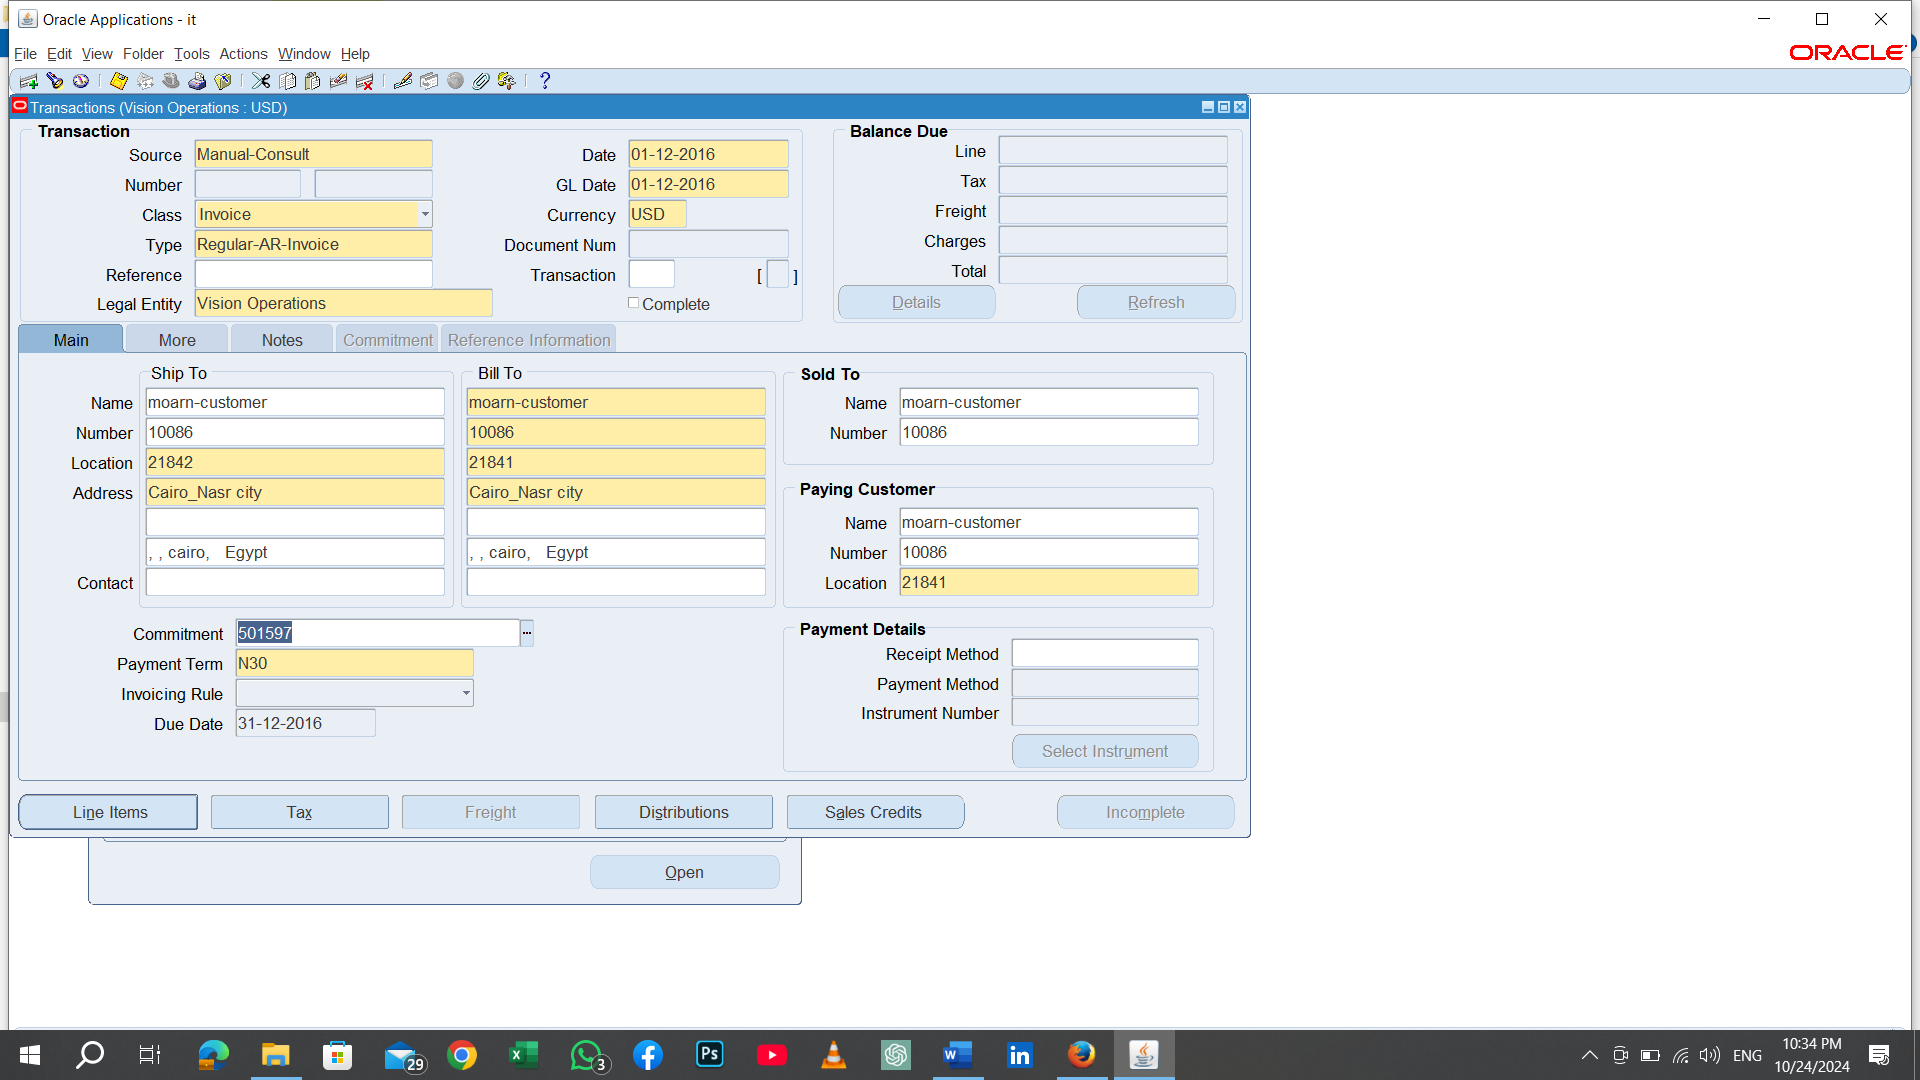 Oracle Applications - it
File Edit View Folder Tools Actions Window Help
ORACLE
Transactions (Vision Operations : USD)
Transaction
Source Manual-Consult
Number
Class Invoice
Type Regular-AR-Invoice
Reference
Legal Entity Vision Operations
Date 01-12-2016
GL Date 01-12-2016
Currency USD
Document Num
Transaction [ ]
Complete
Balance Due
Line
Tax
Freight
Charges
Total
Details Refresh
Main More Notes Commitment Reference Information
Ship To
Name moarn-customer
Number 10086
Location 21842
Address Cairo_Nasr city
, , cairo, Egypt
Contact
Bill To
moarn-customer
10086
21841
Cairo_Nasr city
, , cairo, Egypt
Sold To
Name moarn-customer
Number 10086
Paying Customer
Name moarn-customer
Number 10086
Location 21841
Commitment 501597 ...
Payment Term N30
Invoicing Rule
Due Date 31-12-2016
Payment Details
Receipt Method
Payment Method
Instrument Number
Select Instrument
Line Items Tax Freight Distributions Sales Credits Incomplete
Open
29
3
Ps
ENG
10:34 PM
10/24/2024